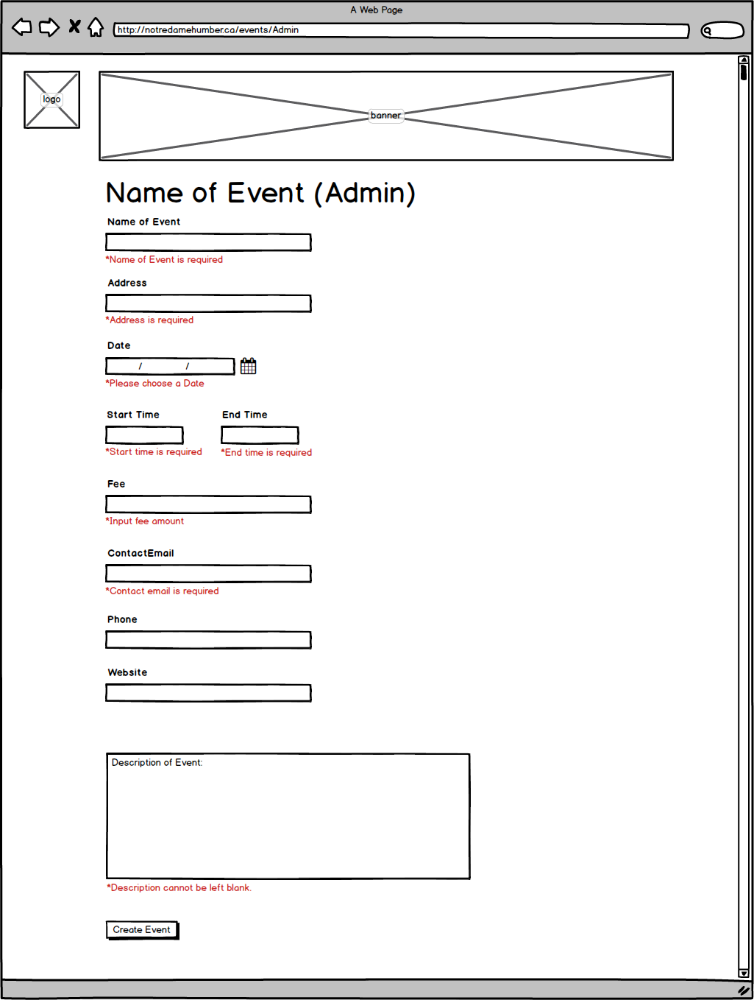 A Web Page
http://notredamehumber.ca/events/Admin
logo
banner
Name of Event (Admin)
Name of Event
*Name of Event is required
Address
*Address is required
Date
/ /
*Please choose a Date
Start Time End Time
*Start time is required *End time is required
Fee
*Input fee amount
ContactEmail
*Contact email is required
Phone
Website
Description of Event:
*Description cannot be left blank.
Create Event